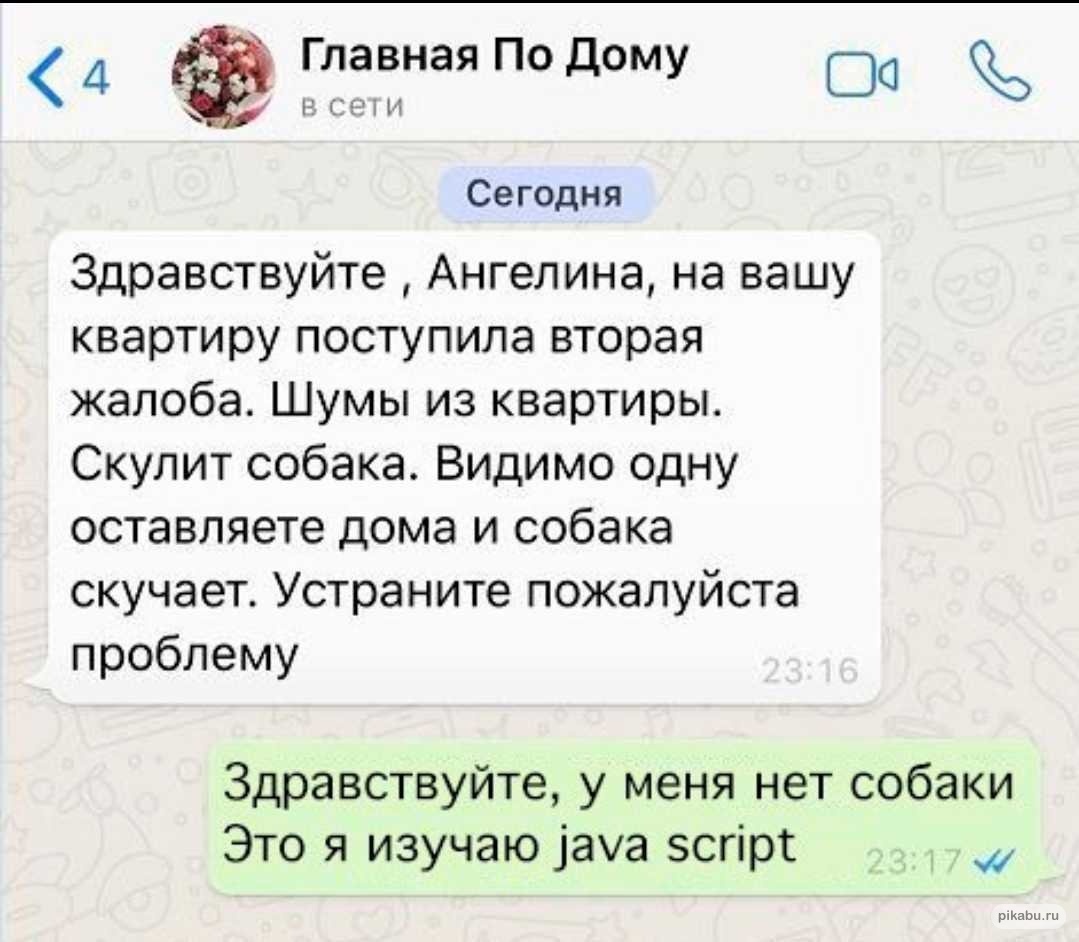 4
Главная По Дому
в сети
Сегодня
Здравствуйте , Ангелина, на вашу
квартиру поступила вторая
жалоба. Шумы из квартиры.
Скулит собака. Видимо одну
оставляете дома и собака
скучает. Устраните пожалуйста
проблему
23:16
Здравствуйте, у меня нет собаки
Это я изучаю java script
23:17
pikabu.ru